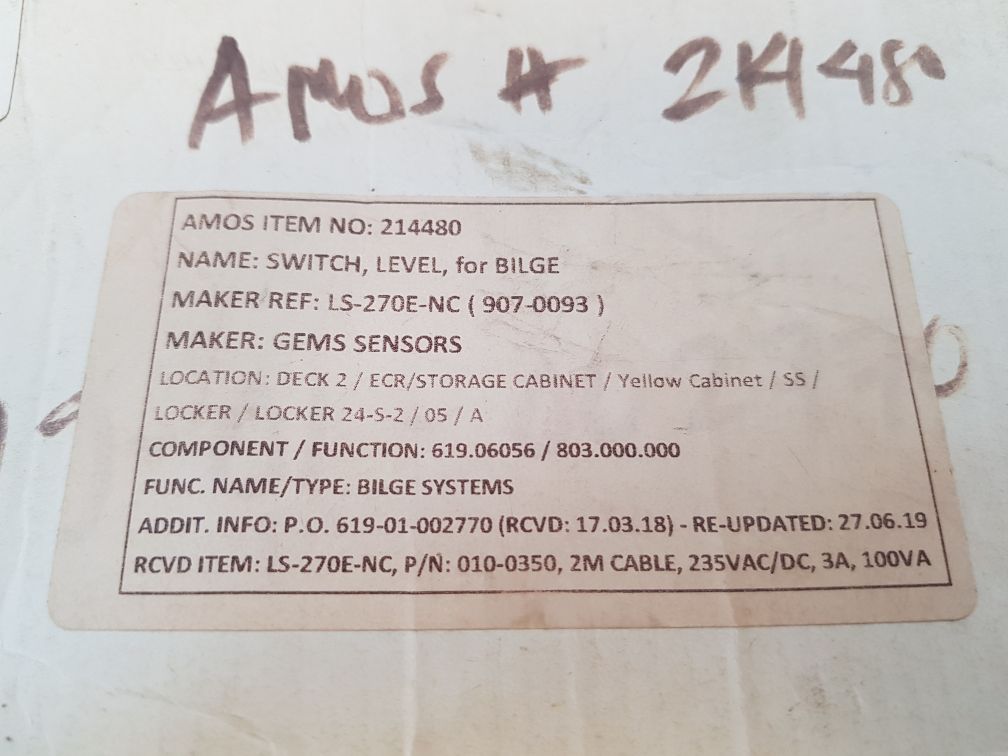 AMOS # 214480
AMOS ITEM NO: 214480
NAME: SWITCH, LEVEL, for BILGE
MAKER REF: LS-270E-NC ( 907-0093 )
MAKER: GEMS SENSORS
LOCATION: DECK 2 / ECR/STORAGE CABINET / Yellow Cabinet / SS /
LOCKER / LOCKER 24-S-2 / 05 / A
COMPONENT / FUNCTION: 619.06056 / 803.000.000
FUNC. NAME/TYPE: BILGE SYSTEMS
ADDIT. INFO: P.O. 619-01-002770 (RCVD: 17.03.18) - RE-UPDATED: 27.06.19
RCVD ITEM: LS-270E-NC, P/N: 010-0350, 2M CABLE, 235VAC/DC, 3A, 100VA